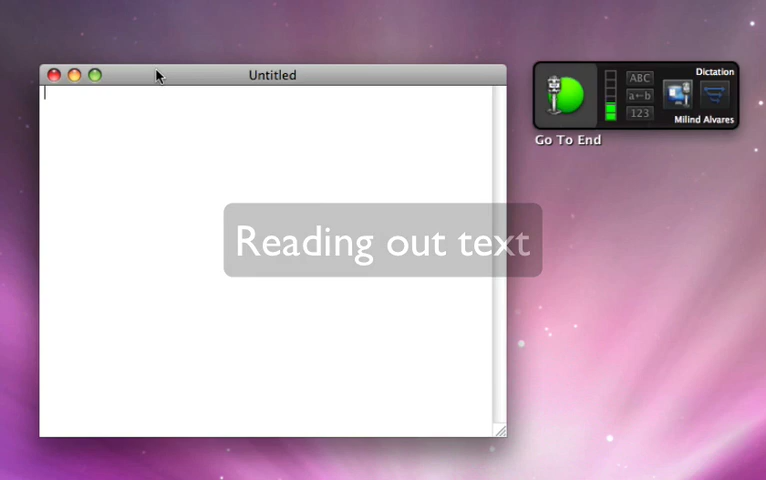 Untitled
ABC
Dictation
a←b
123
Milind Alvares
Go To End
Reading out text